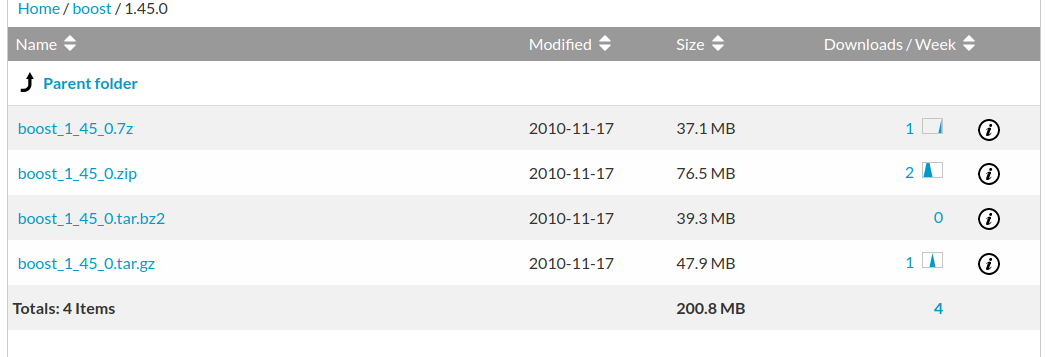 Home / boost / 1.45.0
Name Modified Size Downloads / Week
Parent folder
boost_1_45_0.7z 2010-11-17 37.1 MB 1
boost_1_45_0.zip 2010-11-17 76.5 MB 2
boost_1_45_0.tar.bz2 2010-11-17 39.3 MB 0
boost_1_45_0.tar.gz 2010-11-17 47.9 MB 1
Totals: 4 Items 200.8 MB 4